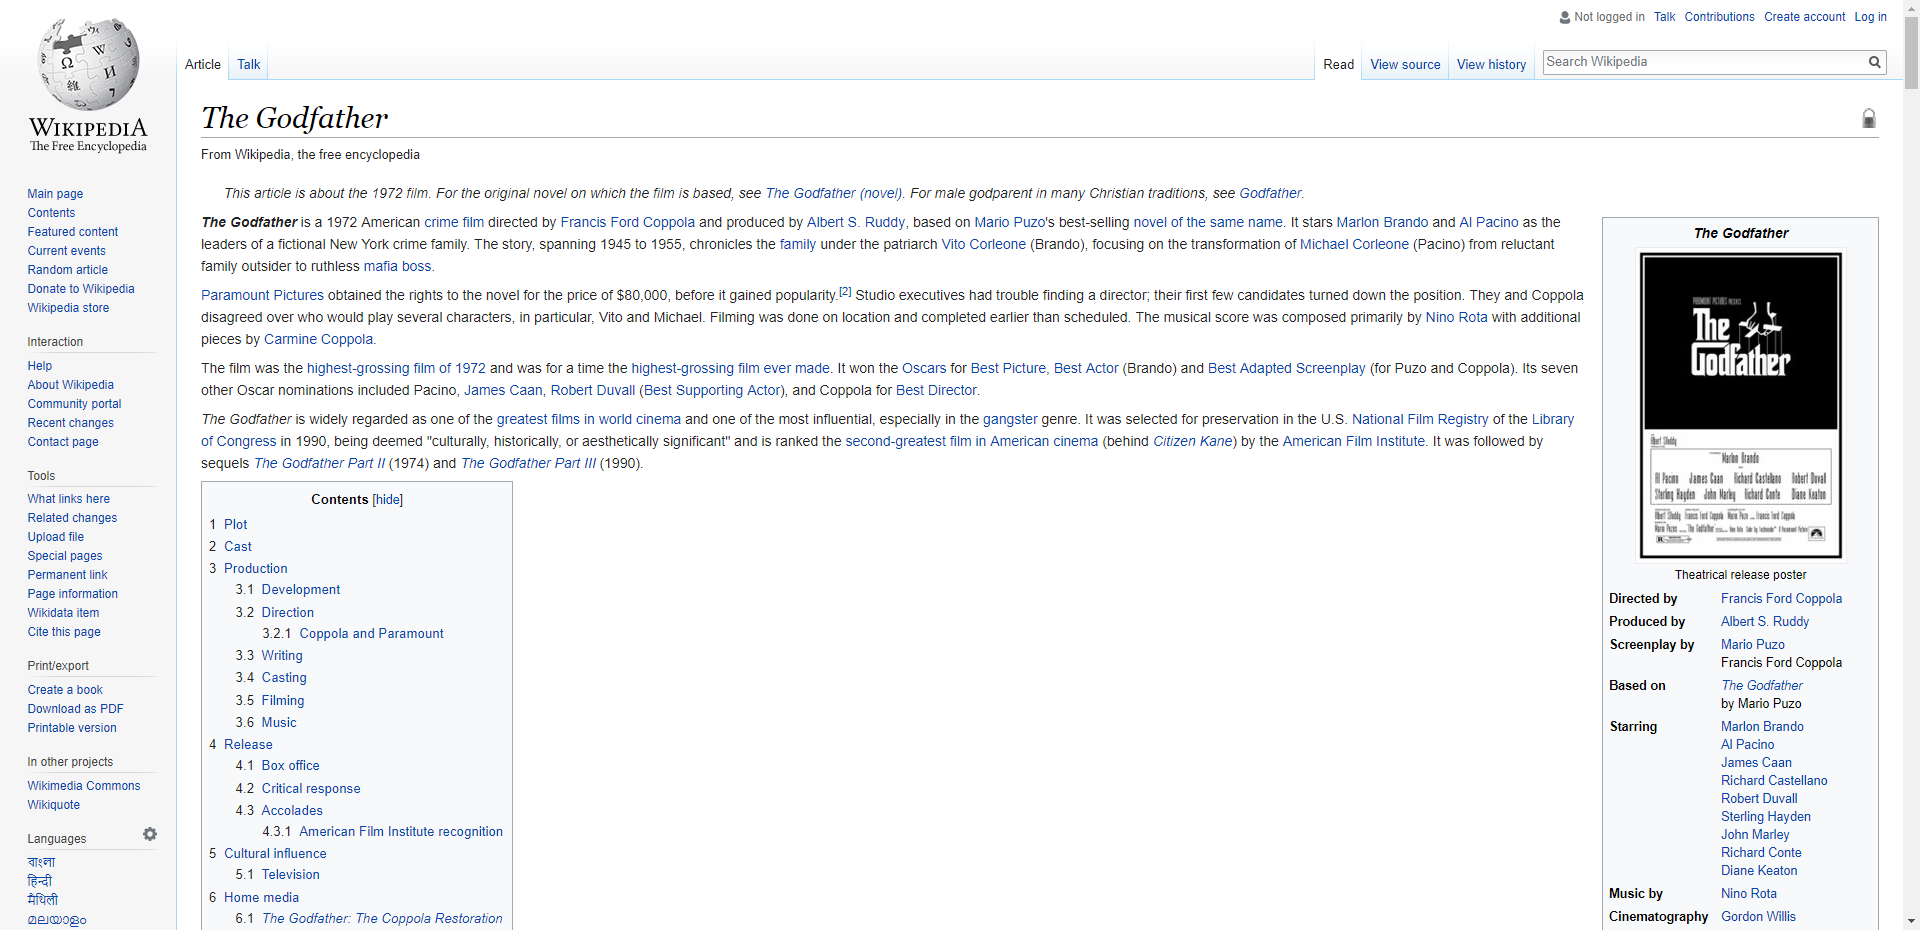 WIKIPEDIA
The Free Encyclopedia
Main page
Contents
Featured content
Current events
Random article
Donate to Wikipedia
Wikipedia store
Interaction
Help
About Wikipedia
Community portal
Recent changes
Contact page
Tools
What links here
Related changes
Upload file
Special pages
Permanent link
Page information
Wikidata item
Cite this page
Print/export
Create a book
Download as PDF
Printable version
In other projects
Wikimedia Commons
Wikiquote
Languages
বাংলা
हिन्दी
मैथिली
മലയാളം
Not logged in Talk Contributions Create account Log in
Article Talk
Read View source View history Search Wikipedia
The Godfather
From Wikipedia, the free encyclopedia
This article is about the 1972 film. For the original novel on which the film is based, see The Godfather (novel). For male godparent in many Christian traditions, see Godfather.
The Godfather is a 1972 American crime film directed by Francis Ford Coppola and produced by Albert S. Ruddy, based on Mario Puzo's best-selling novel of the same name. It stars Marlon Brando and Al Pacino as the
leaders of a fictional New York crime family. The story, spanning 1945 to 1955, chronicles the family under the patriarch Vito Corleone (Brando), focusing on the transformation of Michael Corleone (Pacino) from reluctant
family outsider to ruthless mafia boss.
Paramount Pictures obtained the rights to the novel for the price of $80,000, before it gained popularity.[2] Studio executives had trouble finding a director; their first few candidates turned down the position. They and Coppola
disagreed over who would play several characters, in particular, Vito and Michael. Filming was done on location and completed earlier than scheduled. The musical score was composed primarily by Nino Rota with additional
pieces by Carmine Coppola.
The film was the highest-grossing film of 1972 and was for a time the highest-grossing film ever made. It won the Oscars for Best Picture, Best Actor (Brando) and Best Adapted Screenplay (for Puzo and Coppola). Its seven
other Oscar nominations included Pacino, James Caan, Robert Duvall (Best Supporting Actor), and Coppola for Best Director.
The Godfather is widely regarded as one of the greatest films in world cinema and one of the most influential, especially in the gangster genre. It was selected for preservation in the U.S. National Film Registry of the Library
of Congress in 1990, being deemed "culturally, historically, or aesthetically significant" and is ranked the second-greatest film in American cinema (behind Citizen Kane) by the American Film Institute. It was followed by
sequels The Godfather Part II (1974) and The Godfather Part III (1990).
Contents [hide]
1 Plot
2 Cast
3 Production
3.1 Development
3.2 Direction
3.2.1 Coppola and Paramount
3.3 Writing
3.4 Casting
3.5 Filming
3.6 Music
4 Release
4.1 Box office
4.2 Critical response
4.3 Accolades
4.3.1 American Film Institute recognition
5 Cultural influence
5.1 Television
6 Home media
6.1 The Godfather: The Coppola Restoration
The Godfather
PARAMOUNT PICTURES PRESENTS
The
Godfather
Albert S. Ruddy
Marlon Brando
Al Pacino James Caan Richard Castellano Robert Duvall
Sterling Hayden John Marley Richard Conte Diane Keaton
Theatrical release poster
Directed by Francis Ford Coppola
Produced by Albert S. Ruddy
Screenplay by Mario Puzo
Francis Ford Coppola
Based on The Godfather
by Mario Puzo
Starring Marlon Brando
Al Pacino
James Caan
Richard Castellano
Robert Duvall
Sterling Hayden
John Marley
Richard Conte
Diane Keaton
Music by Nino Rota
Cinematography Gordon Willis